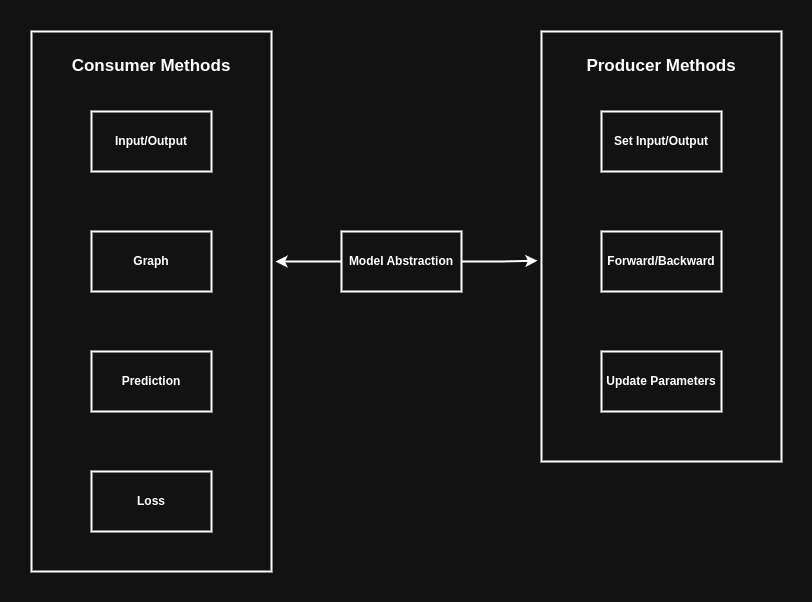 Consumer Methods
Input/Output
Graph
Prediction
Loss
Model Abstraction
Producer Methods
Set Input/Output
Forward/Backward
Update Parameters